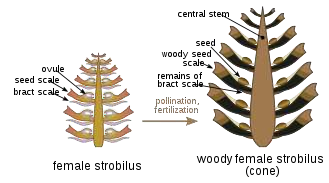 central stem
seed
woody seed
scale
remains of
bract scale
ovule
seed scale
bract scale
pollination,
fertilization
female strobilus
woody female strobilus
(cone)